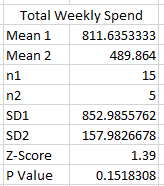 Total Weekly Spend
Mean 1 811.6353333
Mean 2 489.864
n1 15
n2 5
SD1 852.9855762
SD2 157.9826678
Z-Score 1.39
P Value 0.1518308